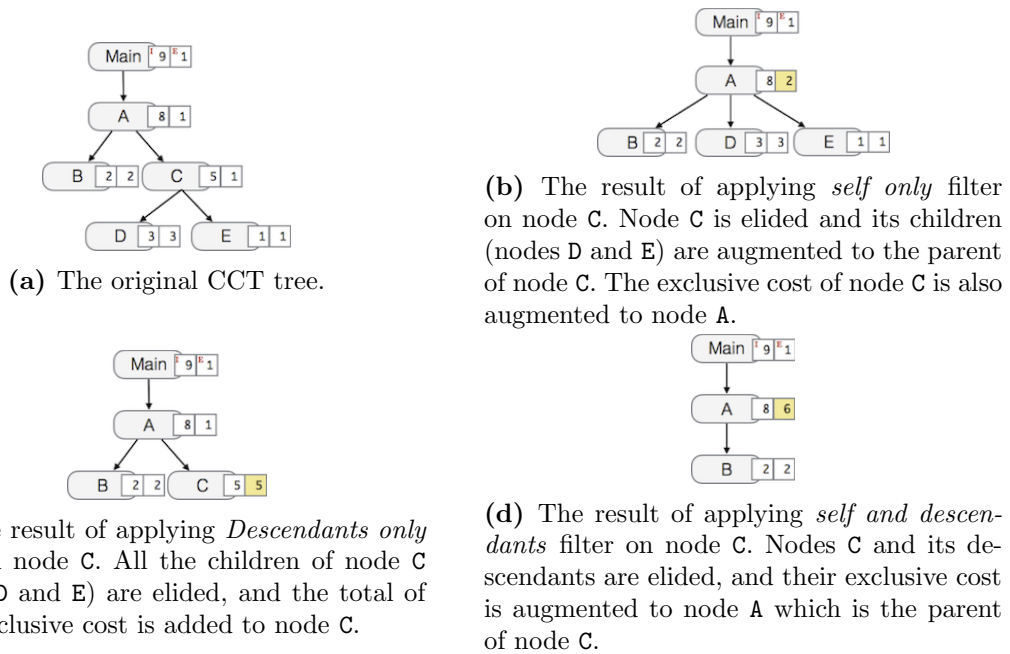 Main I 9 E 1
A 8 1
B 2 2 C 5 1
D 3 3 E 1 1
(a) The original CCT tree.
Main I 9 E 1
A 8 2
B 2 2 D 3 3 E 1 1
(b) The result of applying self only filter
on node C. Node C is elided and its children
(nodes D and E) are augmented to the parent
of node C. The exclusive cost of node C is also
augmented to node A.
Main I 9 E 1
A 8 1
B 2 2 C 5 5
result of applying Descendants only
node C. All the children of node C
and E) are elided, and the total of
clusive cost is added to node C.
Main I 9 E 1
A 8 6
B 2 2
(d) The result of applying self and descen-
dants filter on node C. Nodes C and its de-
scendants are elided, and their exclusive cost
is augmented to node A which is the parent
of node C.